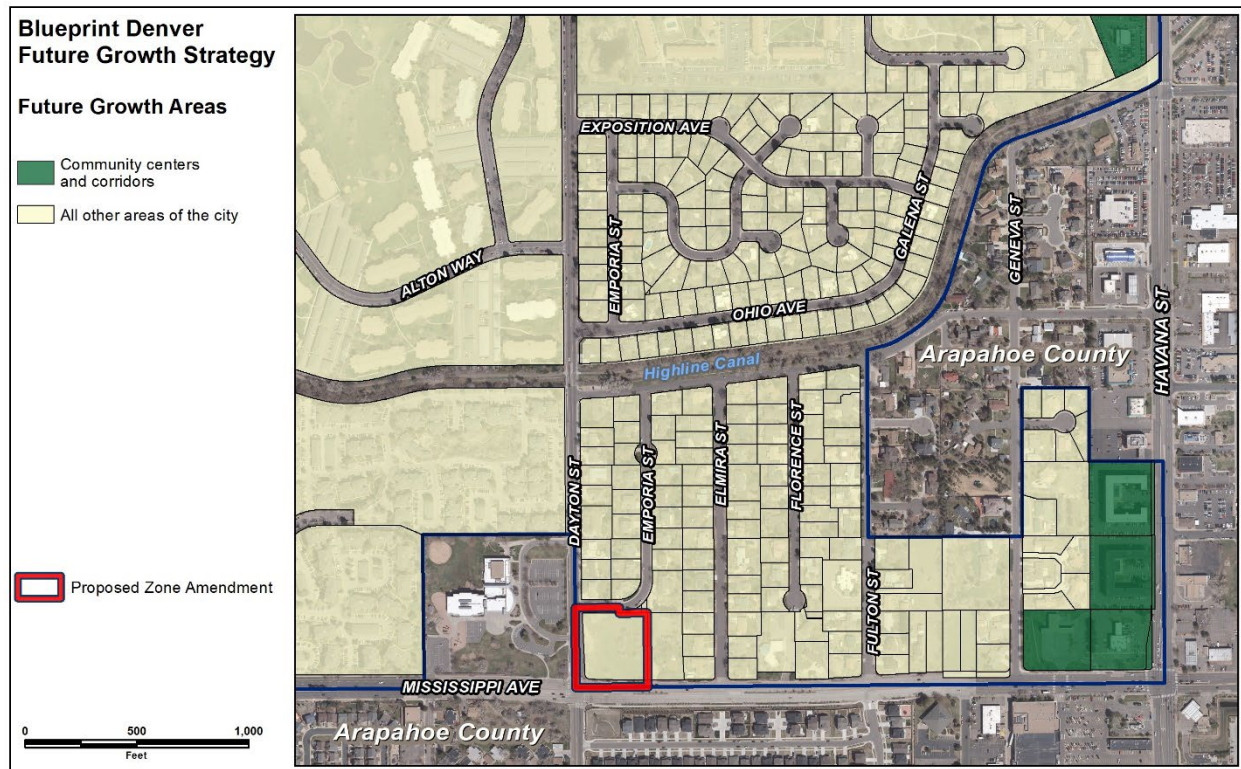 Blueprint Denver
Future Growth Strategy
Future Growth Areas
Community centers
and corridors
All other areas of the city
Proposed Zone Amendment
0 500 1,000
Feet
EXPOSITION AVE
EMPORIA ST
GALENA ST
GENEVA ST
ALTON WAY
OHIO AVE
HAVANA ST
Arapahoe County
Highline Canal
DAYTON ST
EMPORIA ST
ELMIRA ST
FLORENCE ST
FULTON ST
MISSISSIPPI AVE
Arapahoe County